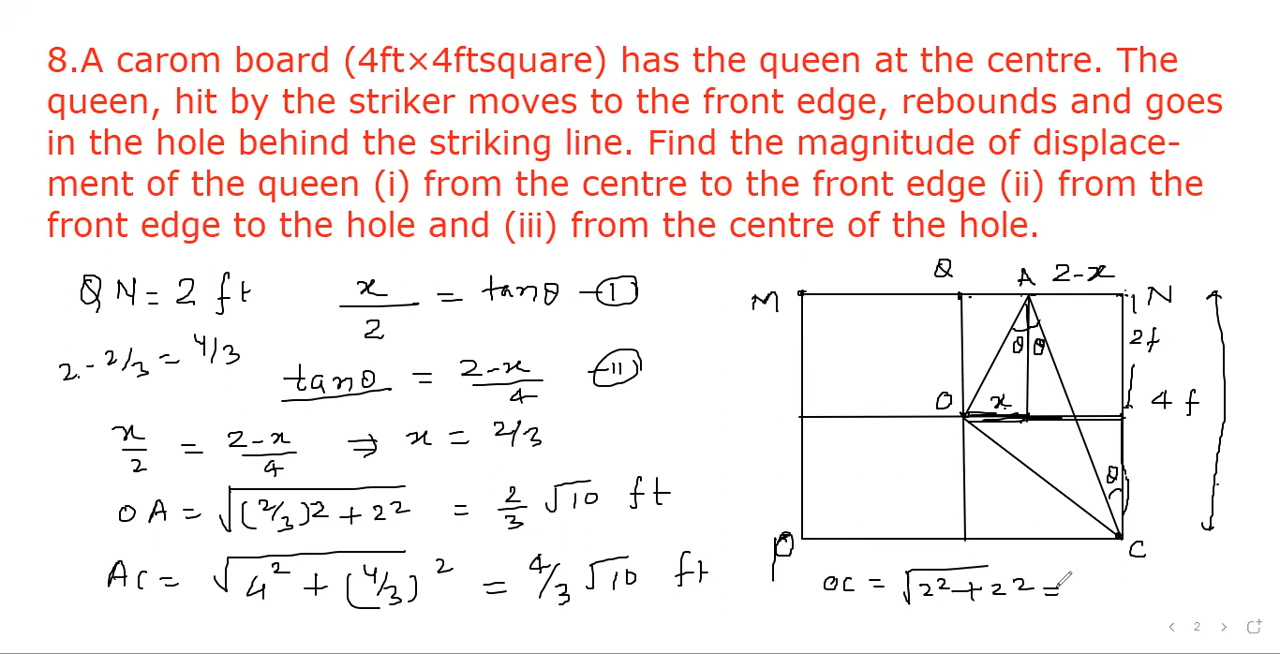 8.A carom board (4ft×4ftsquare) has the queen at the centre. The
queen, hit by the striker moves to the front edge, rebounds and goes
in the hole behind the striking line. Find the magnitude of displace-
ment of the queen (i) from the centre to the front edge (ii) from the
front edge to the hole and (iii) from the centre of the hole.
QN = 2 ft
x/2 = tanθ - (I)
2 - 2/3 = 4/3
tanθ = 2-x/4 - (II)
x/2 = 2-x/4 ⇒ x = 2/3
OA = √(2/3)2 + 22 = 2/3 √10 ft
AC = √4² + (4/3)² = 4/3 √10 ft
Q A 2-x
M N
θ θ 2f
O x 4 f
θ
P C
OC = √2² + 22 =
2